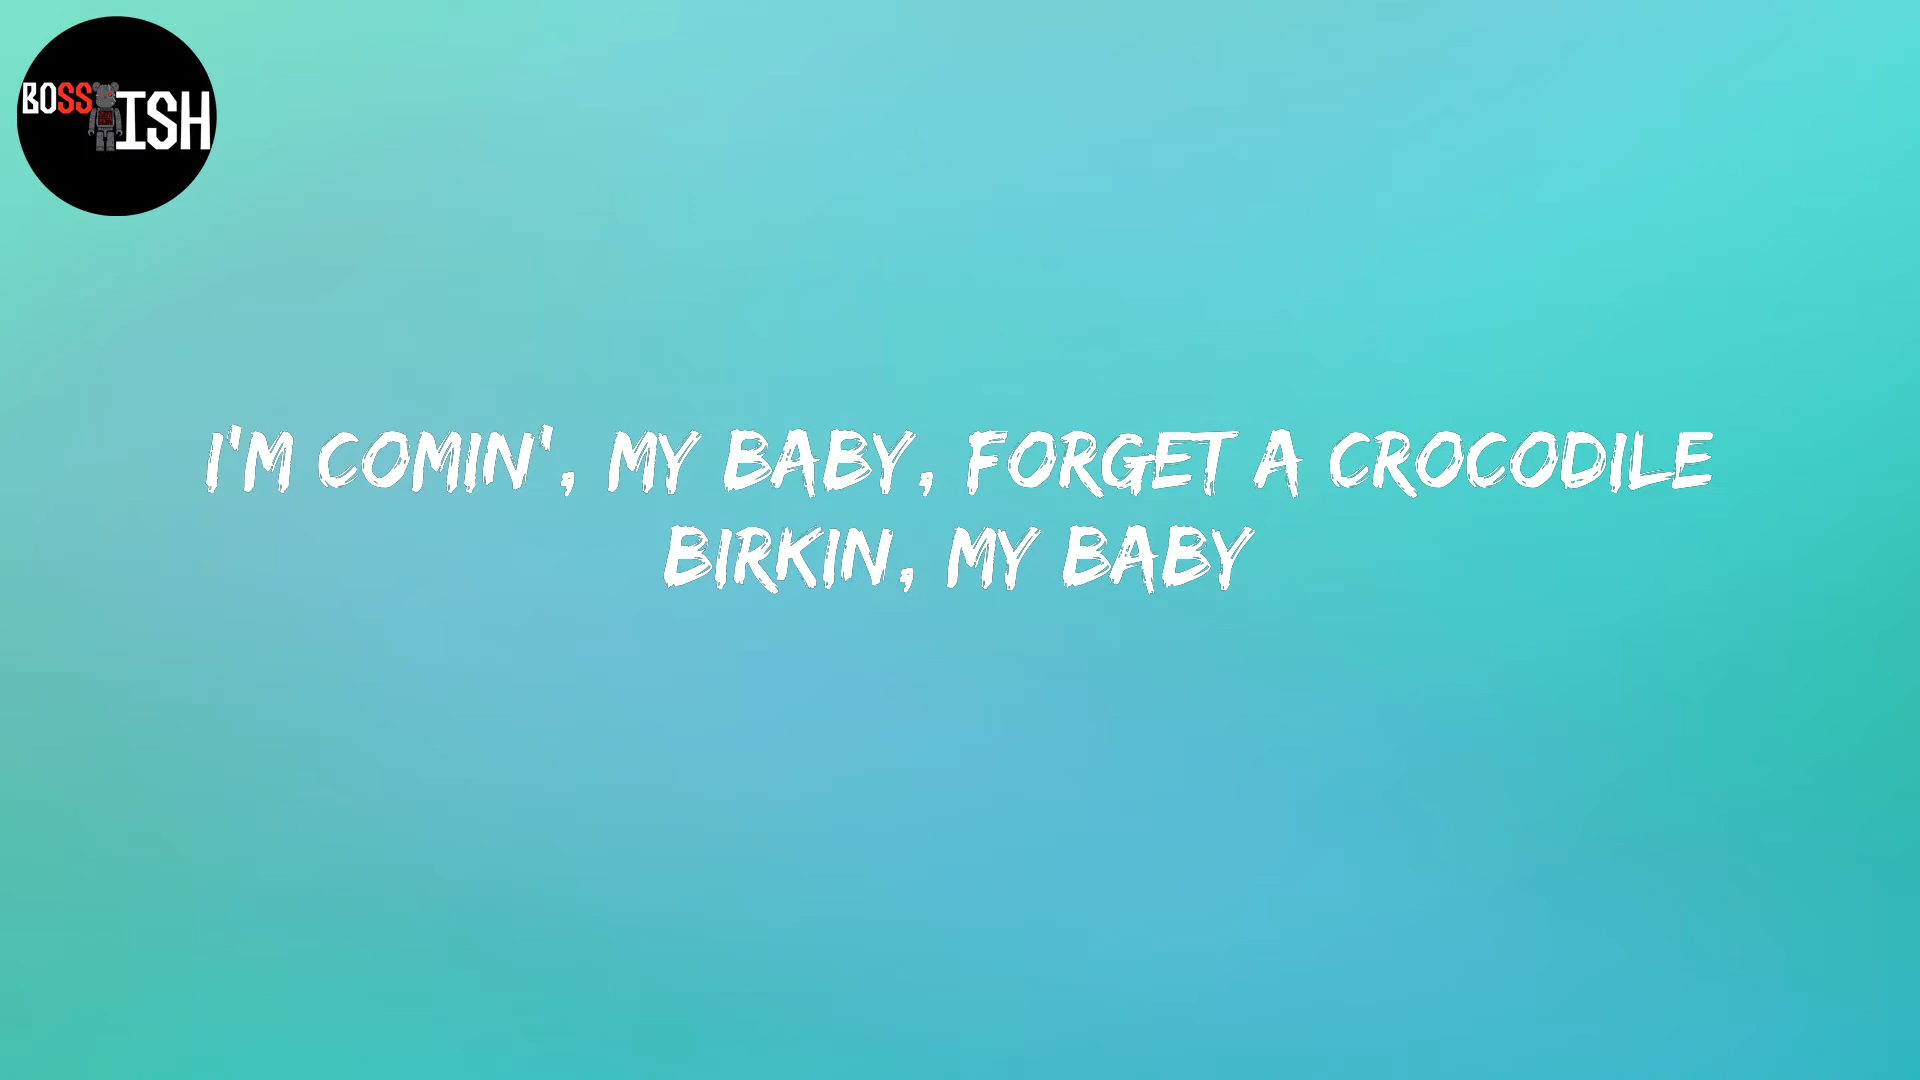 BOSS ISH
I'M COMIN', MY BABY, FORGET A CROCODILE
BIRKIN, MY BABY